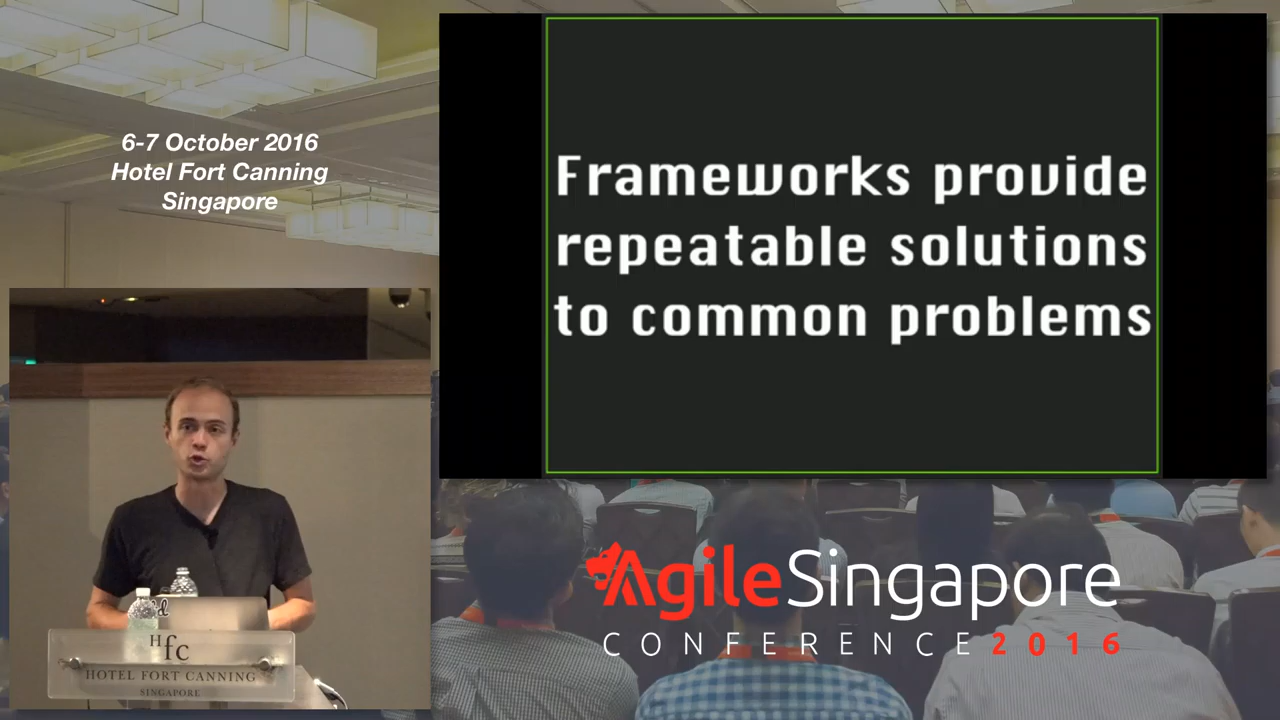 6-7 October 2016
Hotel Fort Canning
Singapore
Frameworks provide
repeatable solutions
to common problems
Hfc
HOTEL FORT CANNING
SINGAPORE
AgileSingapore
CONFERENCE 2016